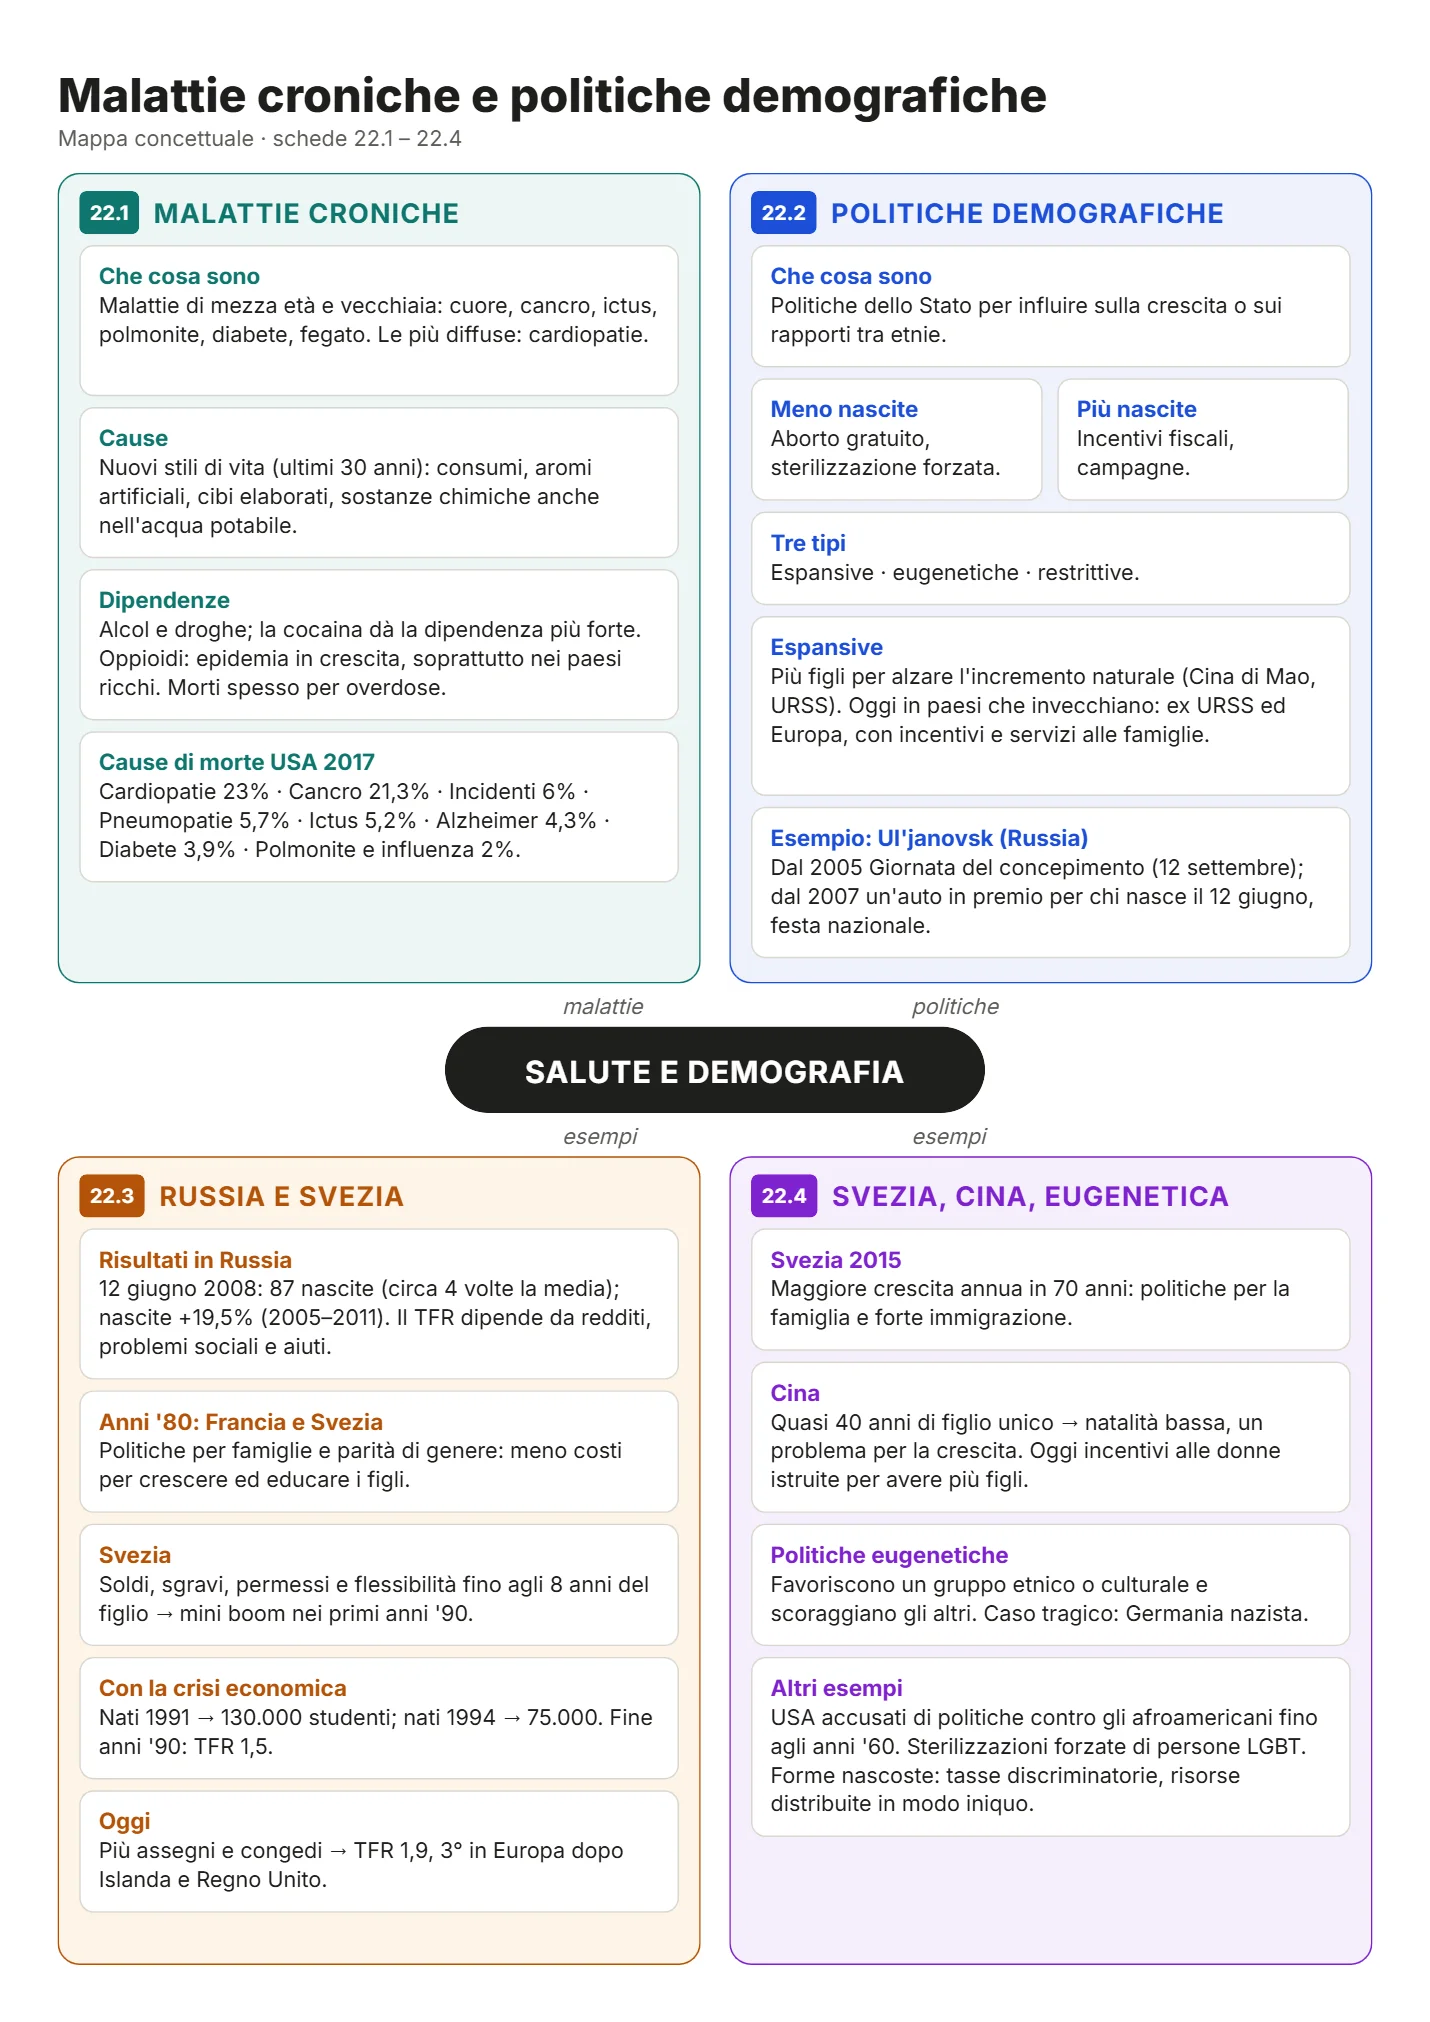 Malattie croniche e politiche demografiche
Mappa concettuale · schede 22.1 – 22.4
22.1 MALATTIE CRONICHE
Che cosa sono
Malattie di mezza età e vecchiaia: cuore, cancro, ictus,
polmonite, diabete, fegato. Le più diffuse: cardiopatie.
Cause
Nuovi stili di vita (ultimi 30 anni): consumi, aromi
artificiali, cibi elaborati, sostanze chimiche anche
nell'acqua potabile.
Dipendenze
Alcol e droghe; la cocaina dà la dipendenza più forte.
Oppioidi: epidemia in crescita, soprattutto nei paesi
ricchi. Morti spesso per overdose.
Cause di morte USA 2017
Cardiopatie 23% · Cancro 21,3% · Incidenti 6% ·
Pneumopatie 5,7% · Ictus 5,2% · Alzheimer 4,3% ·
Diabete 3,9% · Polmonite e influenza 2%.
22.2 POLITICHE DEMOGRAFICHE
Che cosa sono
Politiche dello Stato per influire sulla crescita o sui
rapporti tra etnie.
Meno nascite
Aborto gratuito,
sterilizzazione forzata.
Più nascite
Incentivi fiscali,
campagne.
Tre tipi
Espansive · eugenetiche · restrittive.
Espansive
Più figli per alzare l'incremento naturale (Cina di Mao,
URSS). Oggi in paesi che invecchiano: ex URSS ed
Europa, con incentivi e servizi alle famiglie.
Esempio: Ul'janovsk (Russia)
Dal 2005 Giornata del concepimento (12 settembre);
dal 2007 un'auto in premio per chi nasce il 12 giugno,
festa nazionale.
malattie
politiche
SALUTE E DEMOGRAFIA
esempi
esempi
22.3 RUSSIA E SVEZIA
Risultati in Russia
12 giugno 2008: 87 nascite (circa 4 volte la media);
nascite +19,5% (2005–2011). Il TFR dipende da redditi,
problemi sociali e aiuti.
Anni '80: Francia e Svezia
Politiche per famiglie e parità di genere: meno costi
per crescere ed educare i figli.
Svezia
Soldi, sgravi, permessi e flessibilità fino agli 8 anni del
figlio → mini boom nei primi anni '90.
Con la crisi economica
Nati 1991 → 130.000 studenti; nati 1994 → 75.000. Fine
anni '90: TFR 1,5.
Oggi
Più assegni e congedi → TFR 1,9, 3° in Europa dopo
Islanda e Regno Unito.
22.4 SVEZIA, CINA, EUGENETICA
Svezia 2015
Maggiore crescita annua in 70 anni: politiche per la
famiglia e forte immigrazione.
Cina
Quasi 40 anni di figlio unico → natalità bassa, un
problema per la crescita. Oggi incentivi alle donne
istruite per avere più figli.
Politiche eugenetiche
Favoriscono un gruppo etnico o culturale e
scoraggiano gli altri. Caso tragico: Germania nazista.
Altri esempi
USA accusati di politiche contro gli afroamericani fino
agli anni '60. Sterilizzazioni forzate di persone LGBT.
Forme nascoste: tasse discriminatorie, risorse
distribuite in modo iniquo.